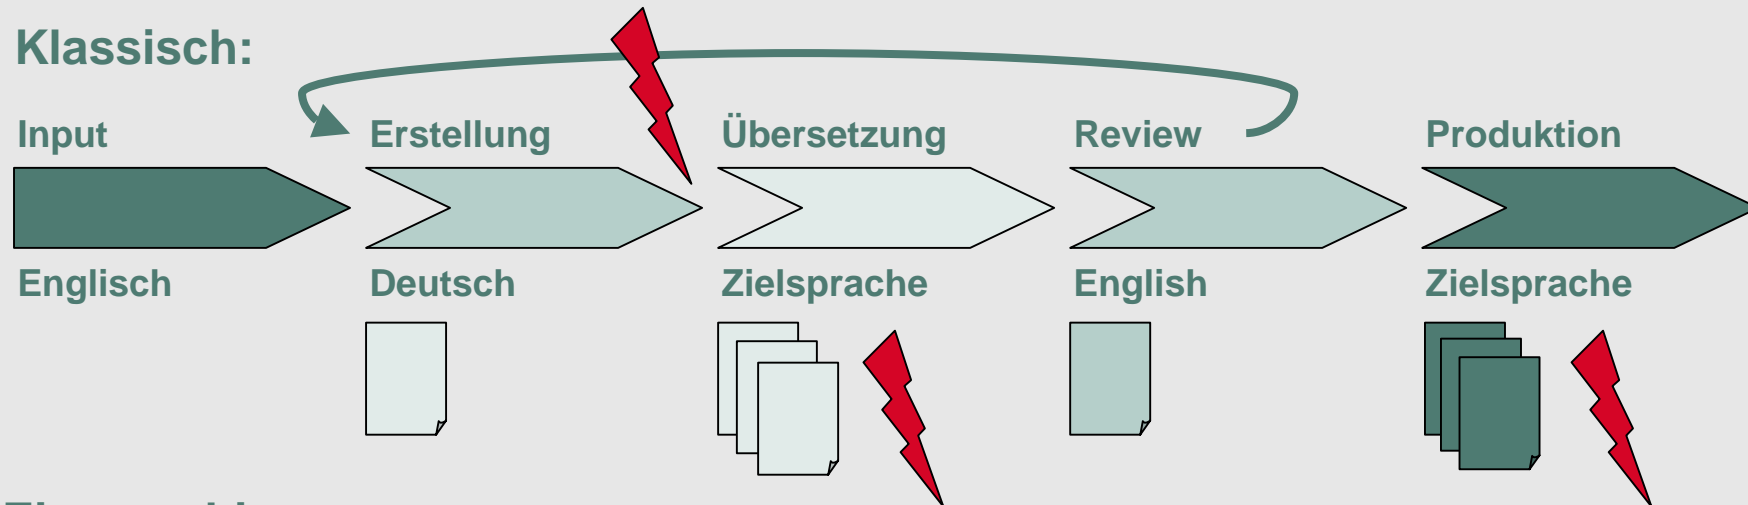 Klassisch:
Input Erstellung Übersetzung Review Produktion
Englisch Deutsch Zielsprache English Zielsprache